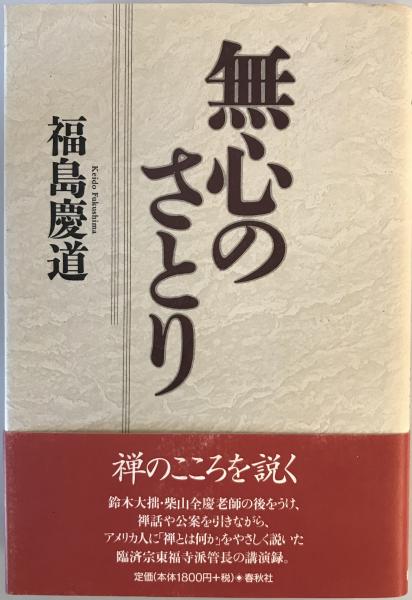 無心の
さとり
福島慶道
Keido Fukushima
禅のこころを説く
鈴木大拙・柴山全慶老師の後をうけ、
禅話や公案を引きながら、
アメリカ人に「禅とは何か」をやさしく説いた
臨済宗東福寺派管長の講演録。
定価(本体1800円+税)◉春秋社